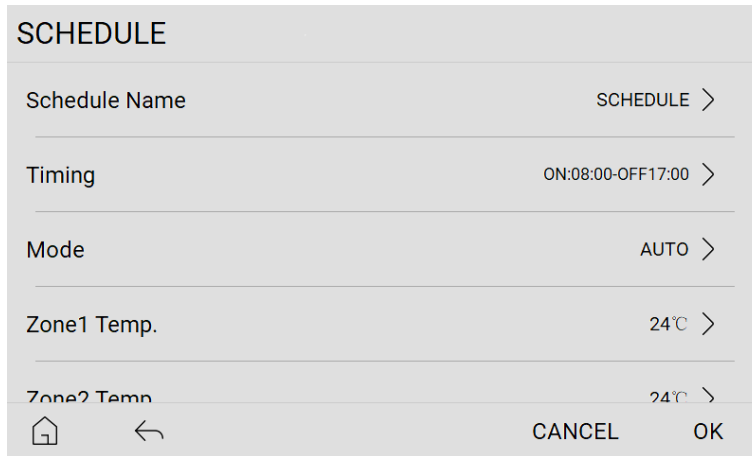 SCHEDULE
Schedule Name SCHEDULE
Timing ON:08:00-OFF17:00
Mode AUTO
Zone1 Temp. 24℃
Zone2 Temp 24℃
CANCEL OK